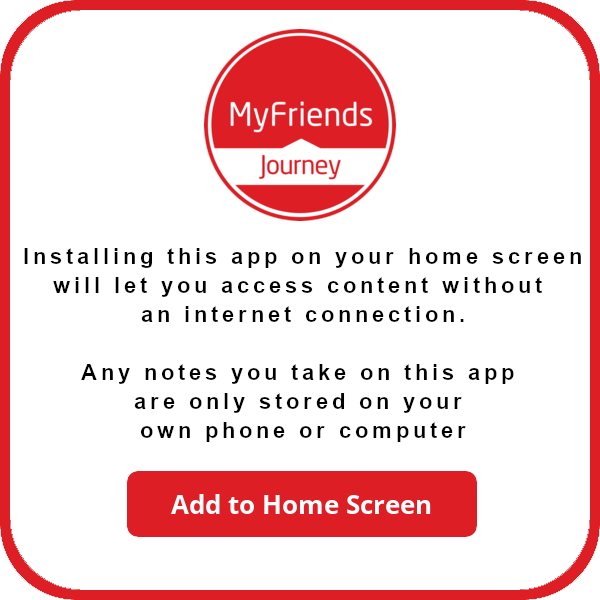 MyFriends
Journey
Installing this app on your home screen
will let you access content without
an internet connection.
Any notes you take on this app
are only stored on your
own phone or computer
Add to Home Screen